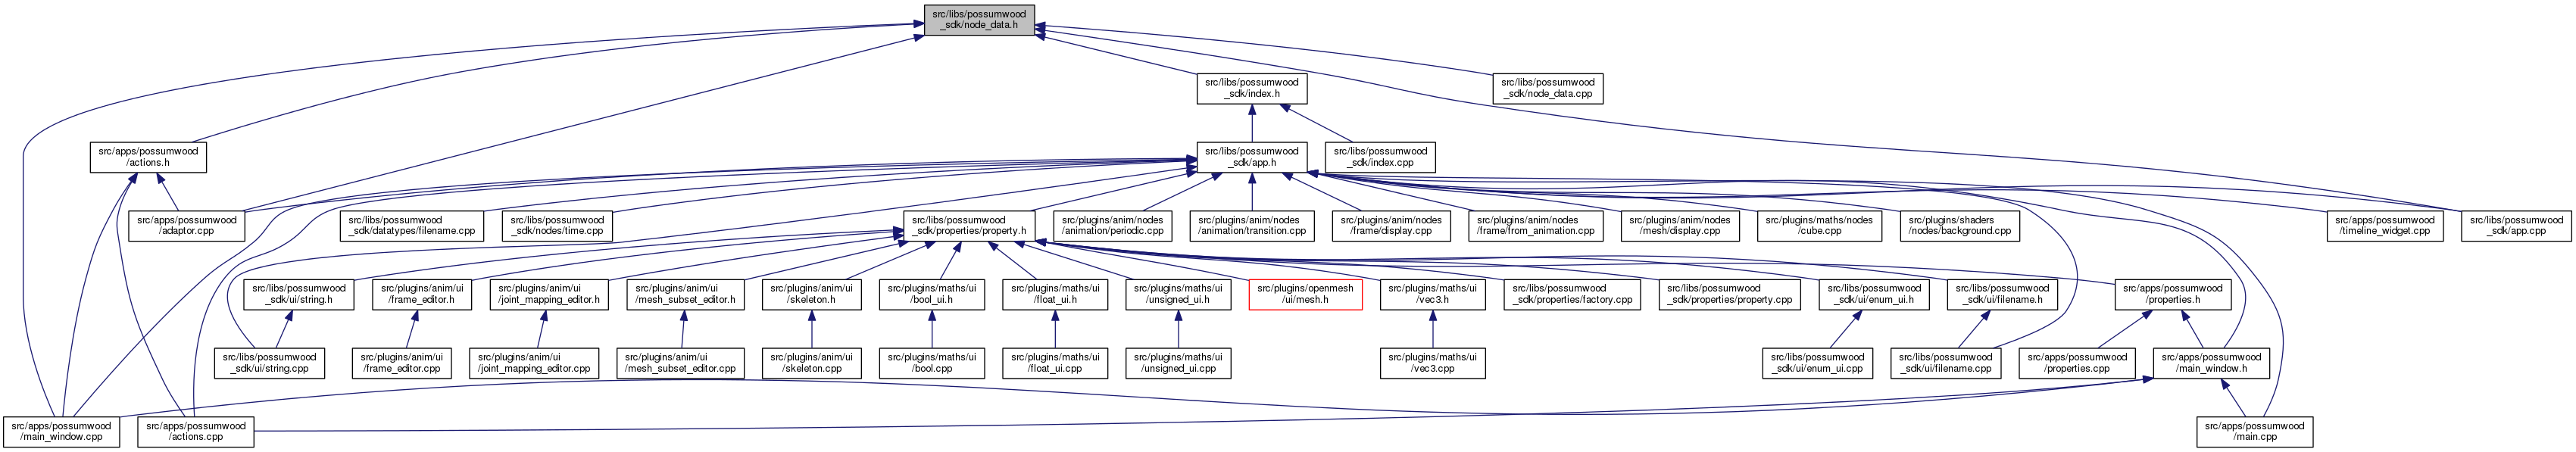 src/libs/possumwood
_sdk/node_data.h
src/libs/possumwood
_sdk/index.h
src/libs/possumwood
_sdk/node_data.cpp
src/apps/possumwood
/actions.h
src/libs/possumwood
_sdk/app.h
src/libs/possumwood
_sdk/index.cpp
src/apps/possumwood
/adaptor.cpp
src/libs/possumwood
_sdk/datatypes/filename.cpp
src/libs/possumwood
_sdk/nodes/time.cpp
src/libs/possumwood
_sdk/properties/property.h
src/plugins/anim/nodes
/animation/periodic.cpp
src/plugins/anim/nodes
/animation/transition.cpp
src/plugins/anim/nodes
/frame/display.cpp
src/plugins/anim/nodes
/frame/from_animation.cpp
src/plugins/anim/nodes
/mesh/display.cpp
src/plugins/maths/nodes
/cube.cpp
src/plugins/shaders
/nodes/background.cpp
src/apps/possumwood
/timeline_widget.cpp
src/libs/possumwood
_sdk/app.cpp
src/libs/possumwood
_sdk/ui/string.h
src/plugins/anim/ui
/frame_editor.h
src/plugins/anim/ui
/joint_mapping_editor.h
src/plugins/anim/ui
/mesh_subset_editor.h
src/plugins/anim/ui
/skeleton.h
src/plugins/maths/ui
/bool_ui.h
src/plugins/maths/ui
/float_ui.h
src/plugins/maths/ui
/unsigned_ui.h
src/plugins/openmesh
/ui/mesh.h
src/plugins/maths/ui
/vec3.h
src/libs/possumwood
_sdk/properties/factory.cpp
src/libs/possumwood
_sdk/properties/property.cpp
src/libs/possumwood
_sdk/ui/enum_ui.h
src/libs/possumwood
_sdk/ui/filename.h
src/apps/possumwood
/properties.h
src/libs/possumwood
_sdk/ui/string.cpp
src/plugins/anim/ui
/frame_editor.cpp
src/plugins/anim/ui
/joint_mapping_editor.cpp
src/plugins/anim/ui
/mesh_subset_editor.cpp
src/plugins/anim/ui
/skeleton.cpp
src/plugins/maths/ui
/bool.cpp
src/plugins/maths/ui
/float_ui.cpp
src/plugins/maths/ui
/unsigned_ui.cpp
src/plugins/maths/ui
/vec3.cpp
src/libs/possumwood
_sdk/ui/enum_ui.cpp
src/libs/possumwood
_sdk/ui/filename.cpp
src/apps/possumwood
/properties.cpp
src/apps/possumwood
/main_window.h
src/apps/possumwood
/main_window.cpp
src/apps/possumwood
/actions.cpp
src/apps/possumwood
/main.cpp